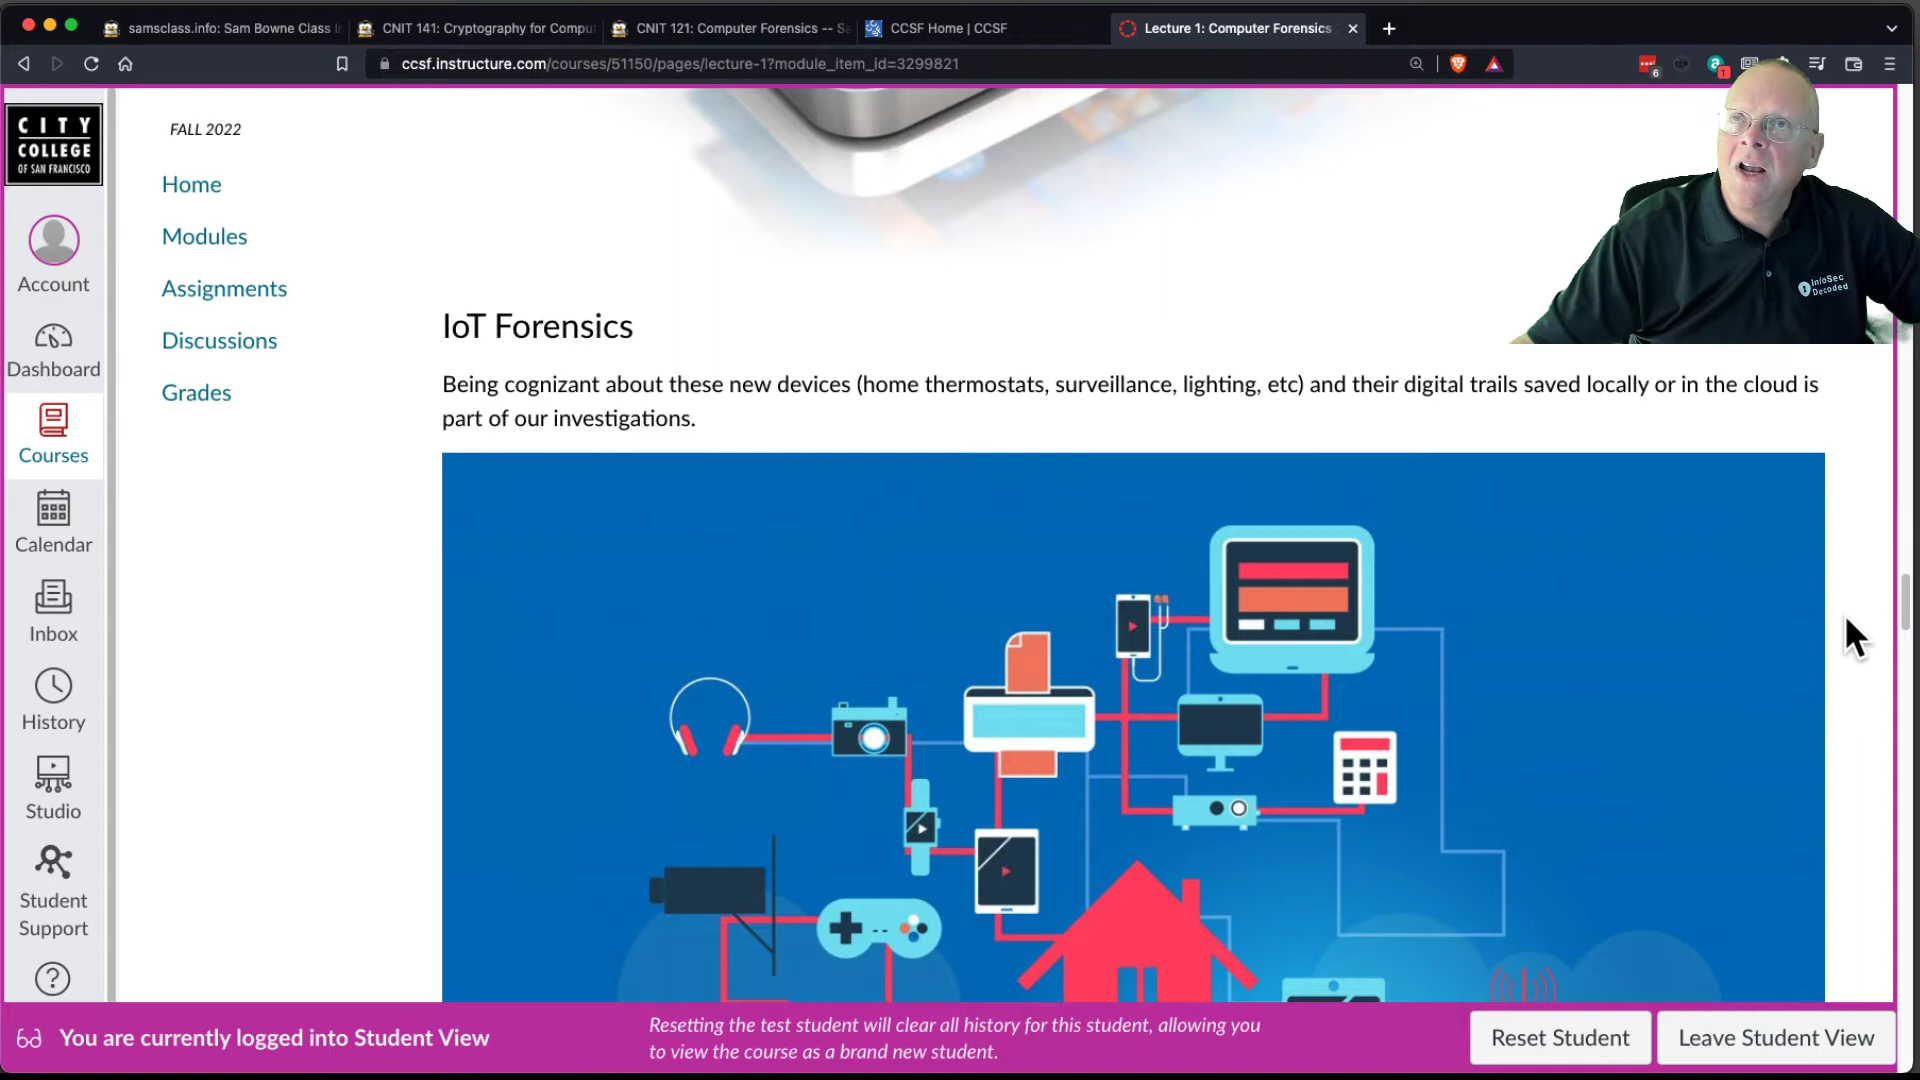 samsclass.info: Sam Bowne Class In
CNIT 141: Cryptography for Compu
CNIT 121: Computer Forensics -- Sa
CCSF Home | CCSF
Lecture 1: Computer Forensics
ccsf.instructure.com/courses/51150/pages/lecture-1?module_item_id=3299821
6
1
CITY
COLLEGE
OF SAN FRANCISCO
FALL 2022
Home
Modules
Assignments
Discussions
Grades
Account
Dashboard
Courses
Calendar
Inbox
History
Studio
Student
Support
InfoSec
Decoded
IoT Forensics
Being cognizant about these new devices (home thermostats, surveillance, lighting, etc) and their digital trails saved locally or in the cloud is
part of our investigations.
You are currently logged into Student View
Resetting the test student will clear all history for this student, allowing you
to view the course as a brand new student.
Reset Student
Leave Student View